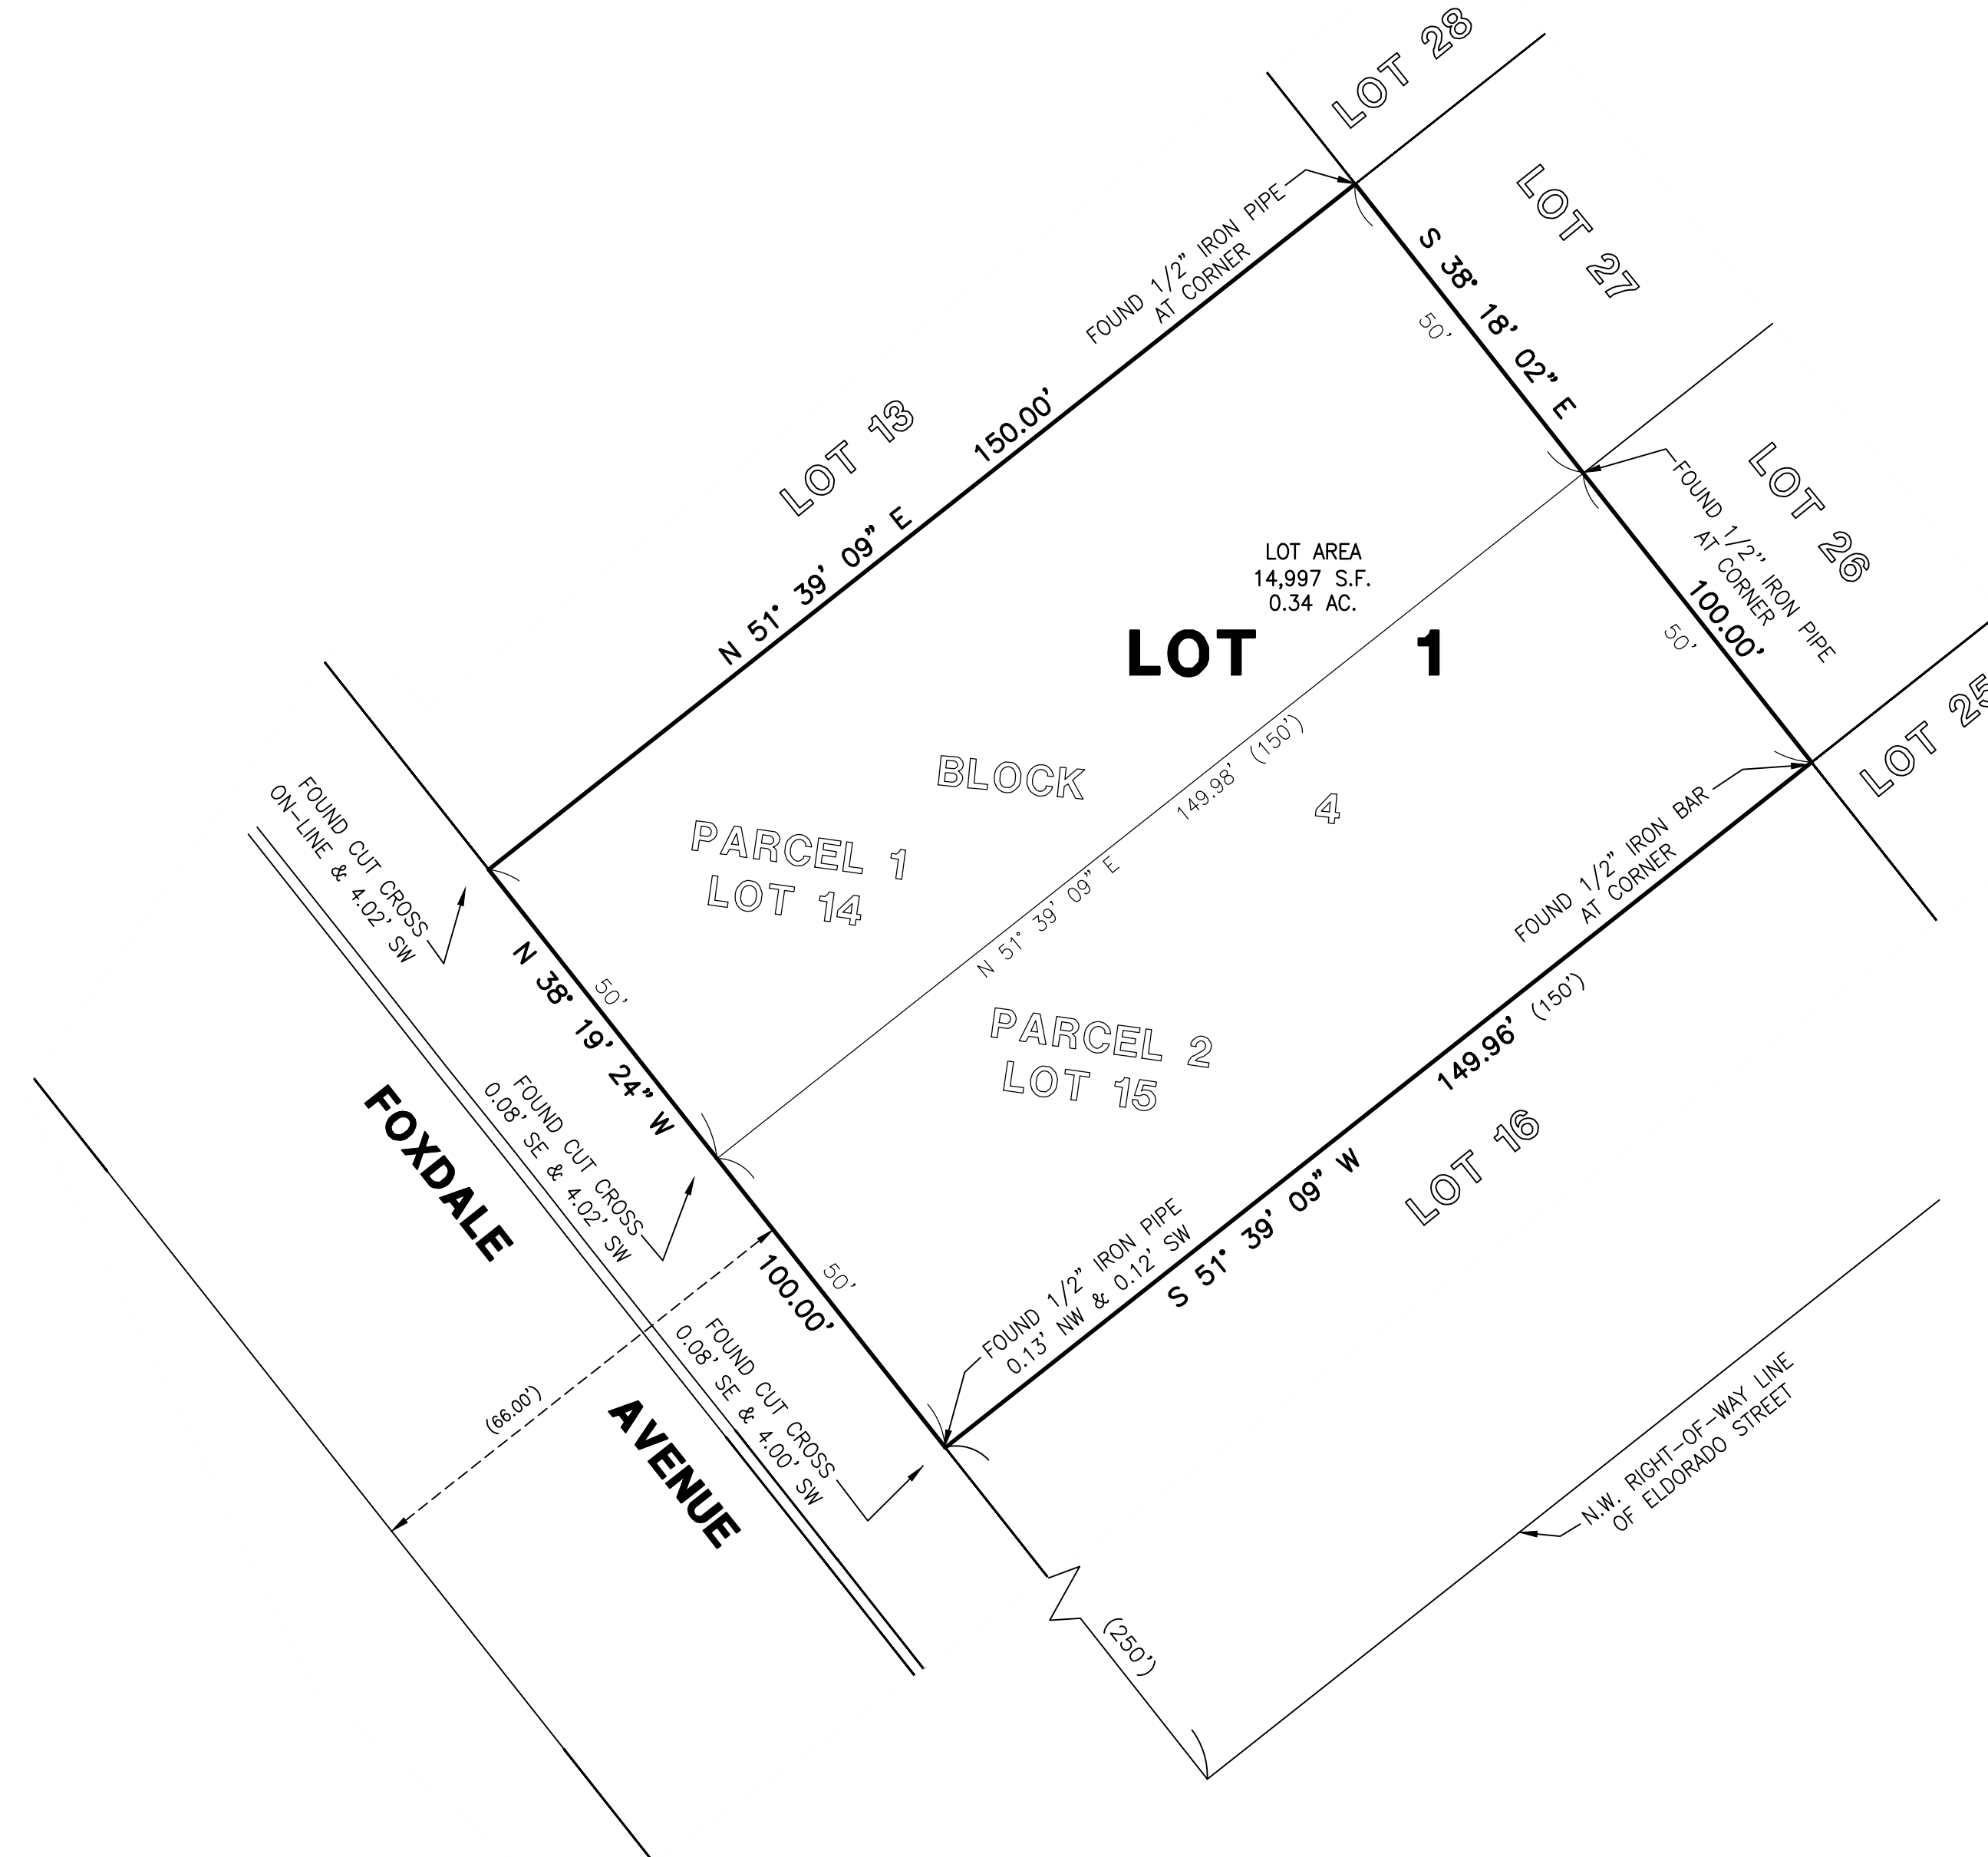 LOT 28
LOT 27
FOUND 1/2" IRON PIPE
AT CORNER
S 38° 18' 02" E
100.00'
50'
50'
LOT 13
N 51° 39' 09" E
150.00'
LOT 26
FOUND 1/2" IRON PIPE
AT CORNER
LOT AREA
14,997 S.F.
0.34 AC.
LOT 1
LOT 25
BLOCK 4
PARCEL 1
LOT 14
N 51° 39' 09" E
149.98' (150')
FOUND 1/2" IRON BAR
AT CORNER
FOUND CUT CROSS
ON-LINE & 4.02' SW
N 38° 19' 24" W
100.00'
50'
50'
PARCEL 2
LOT 15
S 51° 39' 09" W
149.96' (150')
LOT 16
FOUND CUT CROSS
0.08' SE & 4.02' SW
FOXDALE AVENUE
(66.00')
FOUND 1/2" IRON PIPE
0.13' NW & 0.12' SW
FOUND CUT CROSS
0.08' SE & 4.00' SW
N.W. RIGHT-OF-WAY LINE
OF ELDORADO STREET
(250')